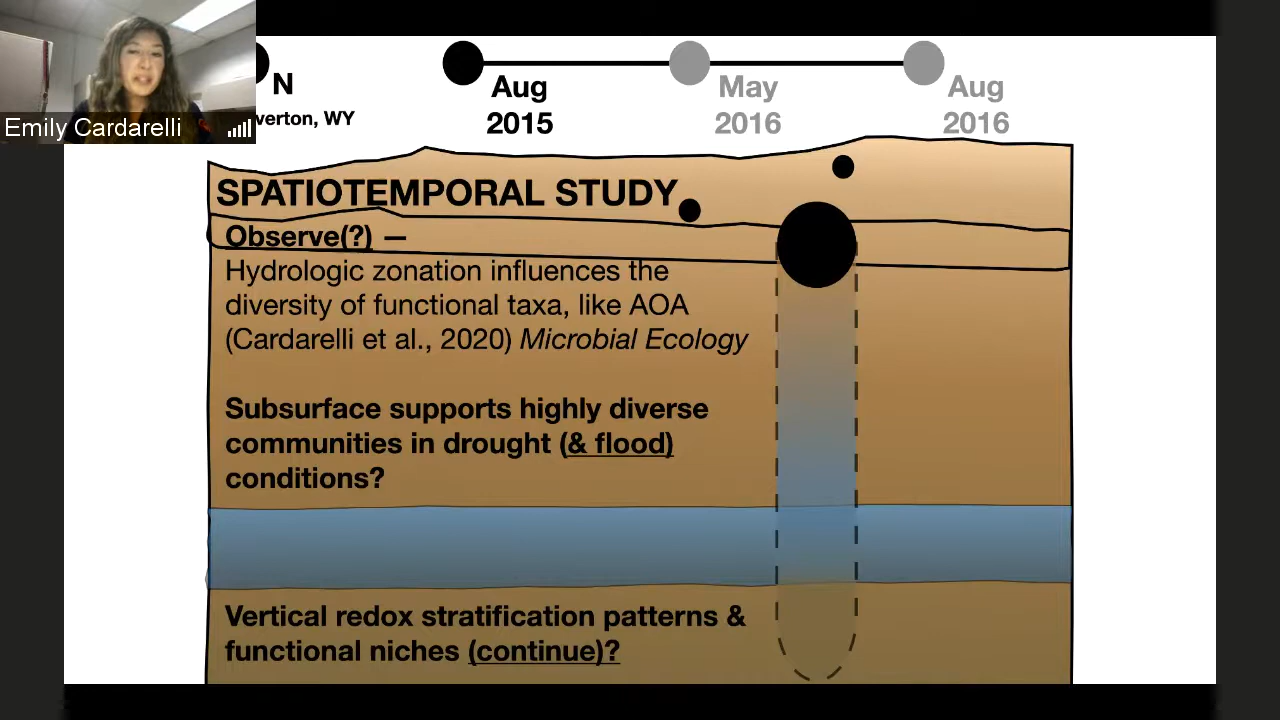 N
verton, WY
Emily Cardarelli
Aug
2015
May
2016
Aug
2016
SPATIOTEMPORAL STUDY
Observe(?) —
Hydrologic zonation influences the
diversity of functional taxa, like AOA
(Cardarelli et al., 2020) Microbial Ecology
Subsurface supports highly diverse
communities in drought (& flood)
conditions?
Vertical redox stratification patterns &
functional niches (continue)?